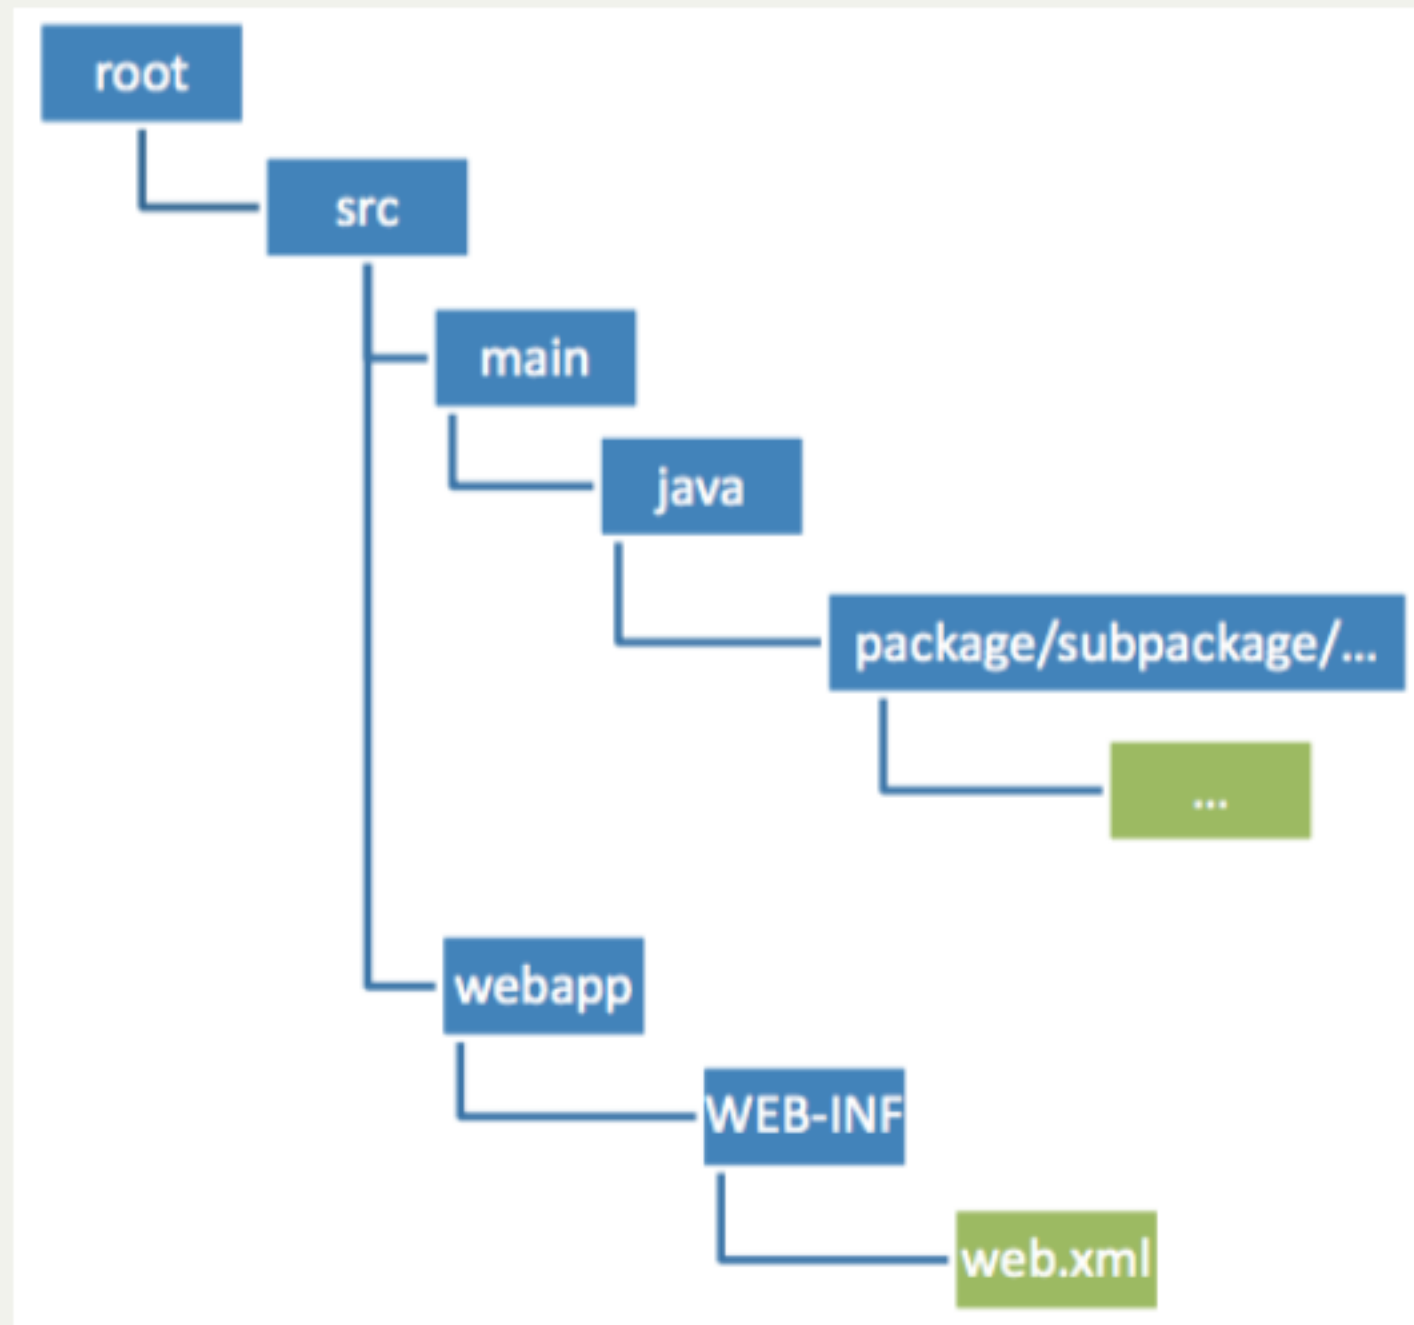 root
src
main
java
package/subpackage/...
...
webapp
WEB-INF
web.xml